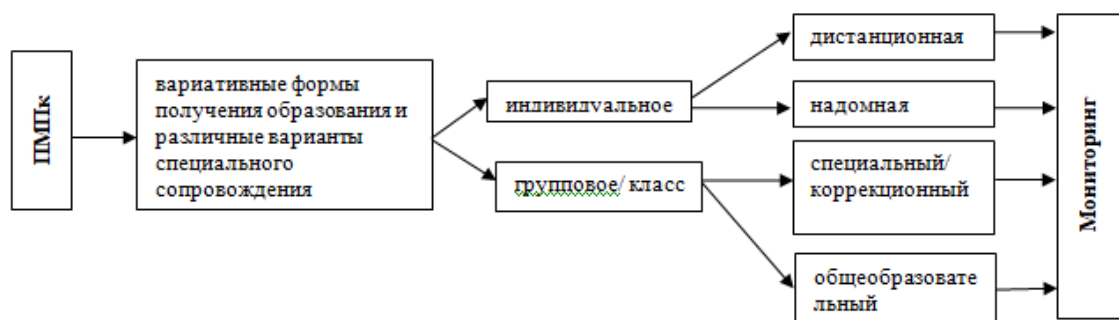 ПМПк
вариативные формы
получения образования и
различные варианты
специального
сопровождения
индивидуальное
групповое/ класс
дистанционная
надомная
специальный/
коррекционный
общеобразовате
льный
Мониторинг